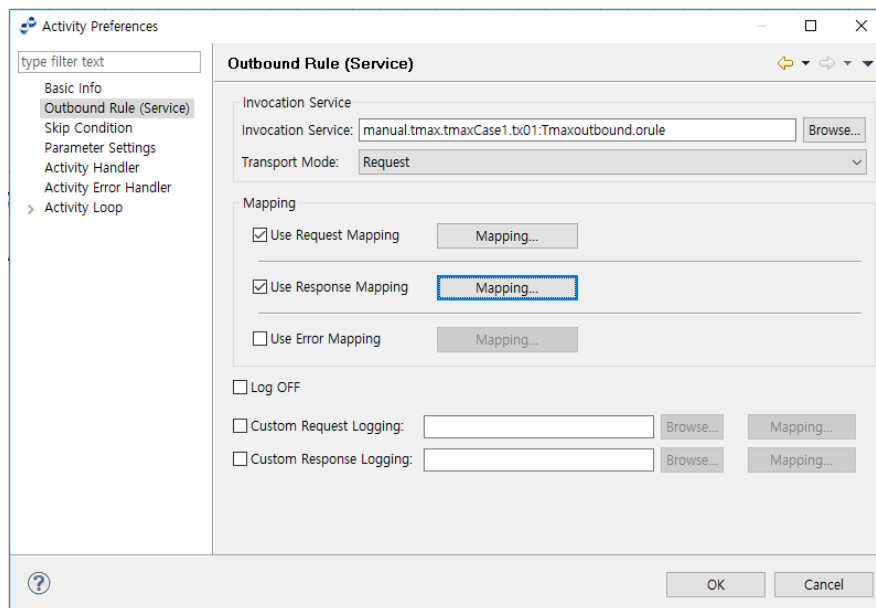 Activity Preferences
type filter text
Basic Info
Outbound Rule (Service)
Skip Condition
Parameter Settings
Activity Handler
Activity Error Handler
Activity Loop
Outbound Rule (Service)
Invocation Service
Invocation Service: manual.tmax.tmaxCase1.tx01:Tmaxoutbound.orule Browse...
Transport Mode: Request
Mapping
Use Request Mapping Mapping...
Use Response Mapping Mapping...
Use Error Mapping Mapping...
Log OFF
Custom Request Logging: Browse... Mapping...
Custom Response Logging: Browse... Mapping...
? OK Cancel